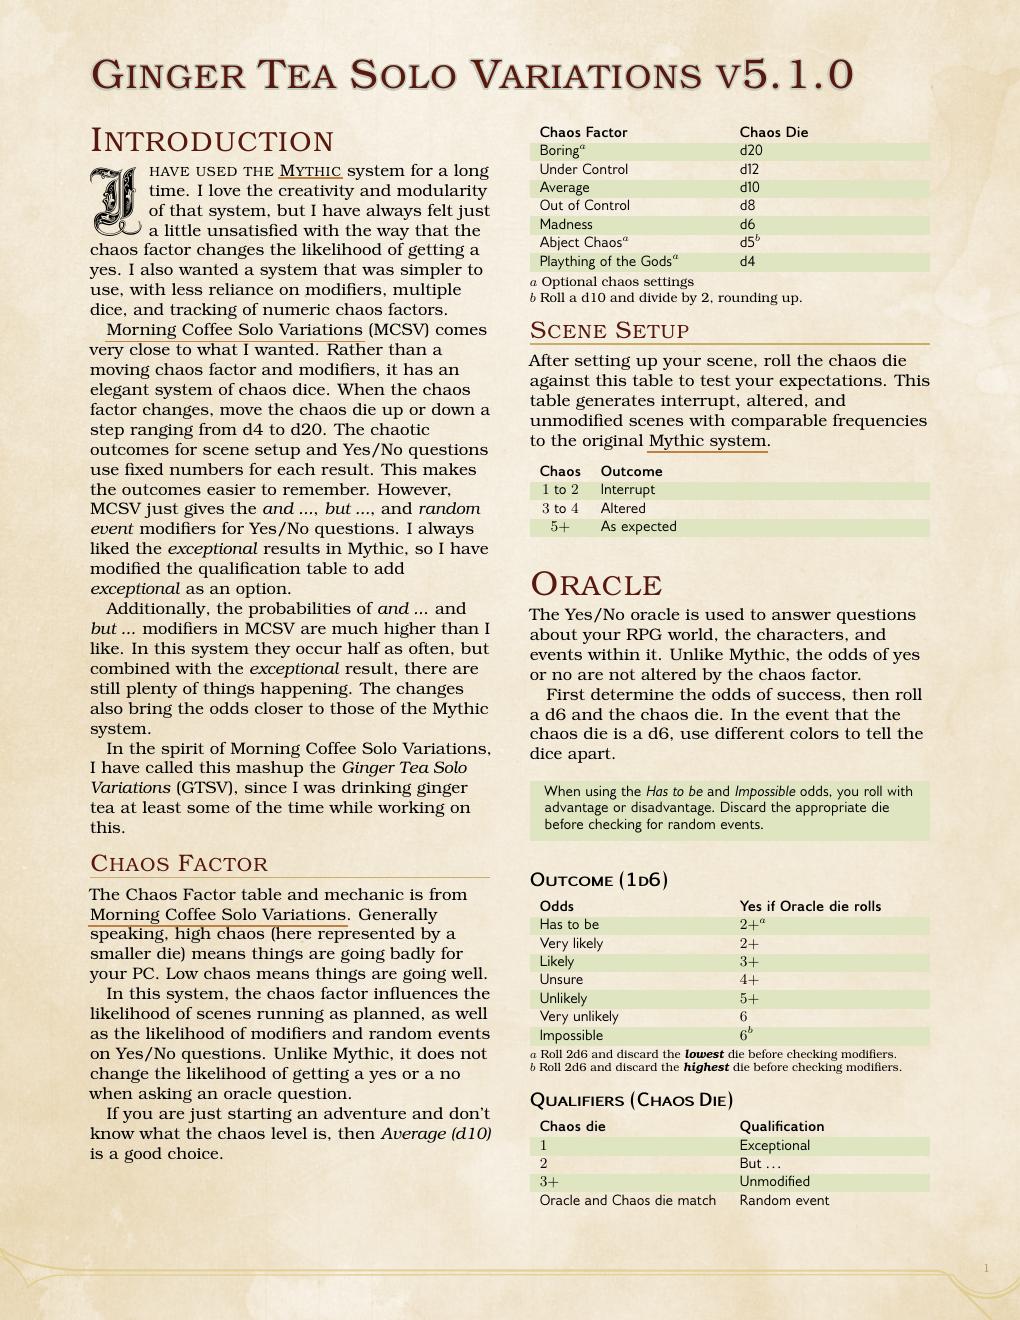 GINGER TEA SOLO VARIATIONS V5.1.0
INTRODUCTION
I HAVE USED THE MYTHIC system for a long
time. I love the creativity and modularity
of that system, but I have always felt just
a little unsatisfied with the way that the
chaos factor changes the likelihood of getting a
yes. I also wanted a system that was simpler to
use, with less reliance on modifiers, multiple
dice, and tracking of numeric chaos factors.
Morning Coffee Solo Variations (MCSV) comes
very close to what I wanted. Rather than a
moving chaos factor and modifiers, it has an
elegant system of chaos dice. When the chaos
factor changes, move the chaos die up or down a
step ranging from d4 to d20. The chaotic
outcomes for scene setup and Yes/No questions
use fixed numbers for each result. This makes
the outcomes easier to remember. However,
MCSV just gives the and ..., but ..., and random
event modifiers for Yes/No questions. I always
liked the exceptional results in Mythic, so I have
modified the qualification table to add
exceptional as an option.
Additionally, the probabilities of and ... and
but ... modifiers in MCSV are much higher than I
like. In this system they occur half as often, but
combined with the exceptional result, there are
still plenty of things happening. The changes
also bring the odds closer to those of the Mythic
system.
In the spirit of Morning Coffee Solo Variations,
I have called this mashup the Ginger Tea Solo
Variations (GTSV), since I was drinking ginger
tea at least some of the time while working on
this.
CHAOS FACTOR
The Chaos Factor table and mechanic is from
Morning Coffee Solo Variations. Generally
speaking, high chaos (here represented by a
smaller die) means things are going badly for
your PC. Low chaos means things are going well.
In this system, the chaos factor influences the
likelihood of scenes running as planned, as well
as the likelihood of modifiers and random events
on Yes/No questions. Unlike Mythic, it does not
change the likelihood of getting a yes or a no
when asking an oracle question.
If you are just starting an adventure and don't
know what the chaos level is, then Average (d10)
is a good choice.
Chaos Factor Chaos Die
Boring^a d20
Under Control d12
Average d10
Out of Control d8
Madness d6
Abject Chaos^a d5^b
Plaything of the Gods^a d4
a Optional chaos settings
b Roll a d10 and divide by 2, rounding up.
SCENE SETUP
After setting up your scene, roll the chaos die
against this table to test your expectations. This
table generates interrupt, altered, and
unmodified scenes with comparable frequencies
to the original Mythic system.
Chaos Outcome
1 to 2 Interrupt
3 to 4 Altered
5+ As expected
ORACLE
The Yes/No oracle is used to answer questions
about your RPG world, the characters, and
events within it. Unlike Mythic, the odds of yes
or no are not altered by the chaos factor.
First determine the odds of success, then roll
a d6 and the chaos die. In the event that the
chaos die is a d6, use different colors to tell the
dice apart.
When using the Has to be and Impossible odds, you roll with
advantage or disadvantage. Discard the appropriate die
before checking for random events.
OUTCOME (1D6)
Odds Yes if Oracle die rolls
Has to be 2+^a
Very likely 2+
Likely 3+
Unsure 4+
Unlikely 5+
Very unlikely 6
Impossible 6^b
a Roll 2d6 and discard the lowest die before checking modifiers.
b Roll 2d6 and discard the highest die before checking modifiers.
QUALIFIERS (CHAOS DIE)
Chaos die Qualification
1 Exceptional
2 But ...
3+ Unmodified
Oracle and Chaos die match Random event
1